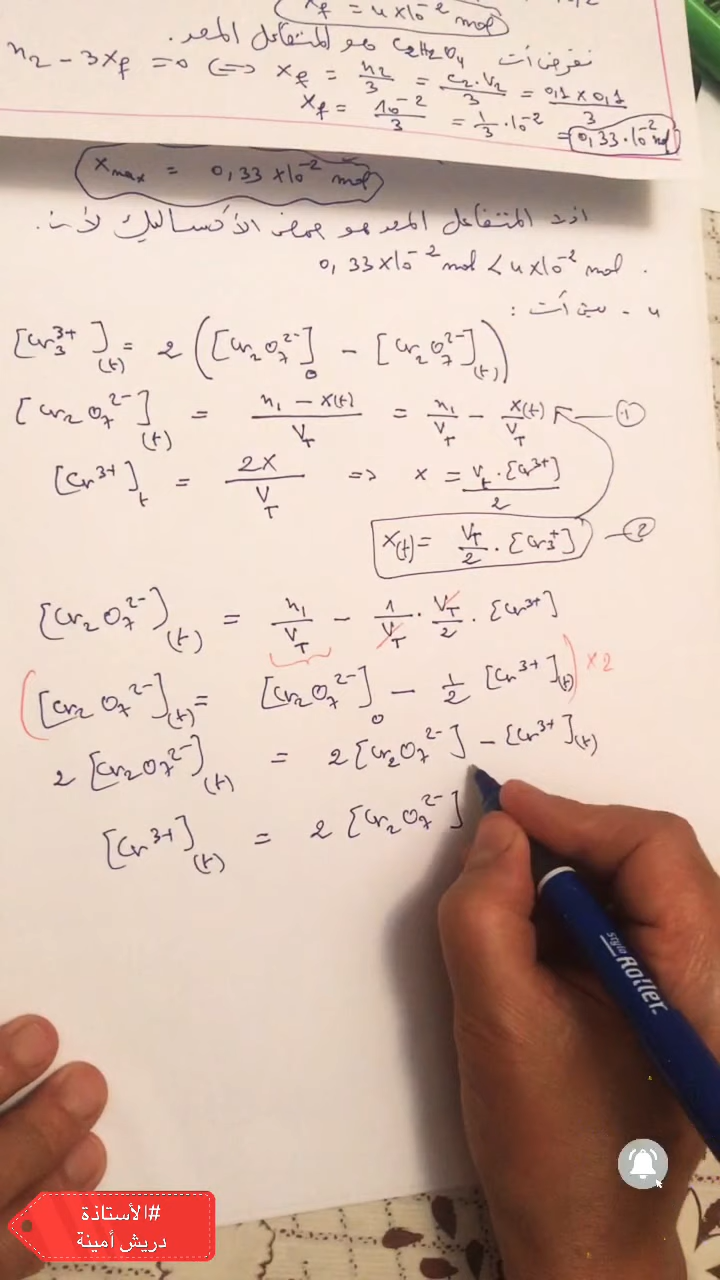 x_f = 4×10⁻² mol
نفرض أن C₂H₂O₄ هو المتفاعل المحد.
n₂ - 3x_f = 0 ⇔ x_f = n₂/3 = C₂·V₂/3 = 0,1 × 0,1/3
x_f = 10⁻²/3 = 1/3 · 10⁻² = 0,33·10⁻² mol
x_max = 0,33 ×10⁻² mol
اذن المتفاعل المحد هو حمض الأكساليك لأن.
0,33×10⁻² mol < 4×10⁻² mol .
4 - بين أن :
[Cr₃³⁺](t) = 2([Cr₂O₇²⁻]₀ - [Cr₂O₇²⁻](t))
[Cr₂O₇²⁻](t) = n₁ - x(t)/V_T = n₁/V_T - x(t)/V_T ← 1
[Cr³⁺]t = 2x/V_T => x = V_t·[Cr³⁺]/2
x(t) = V_T/2 · [Cr₃⁺] — 2
[Cr₂O₇²⁻](t) = n₁/V_T - 1/V_T · V_T/2 · [Cr³⁺]
([Cr₂O₇²⁻](t) = [Cr₂O₇²⁻]₀ - 1/2 [Cr³⁺](t)) ×2
2[Cr₂O₇²⁻](t) = 2[Cr₂O₇²⁻] - [Cr³⁺](t)
[Cr³⁺](t) = 2[Cr₂O₇²⁻]
stylo Roller.
#الأستاذة
دريش أمينة